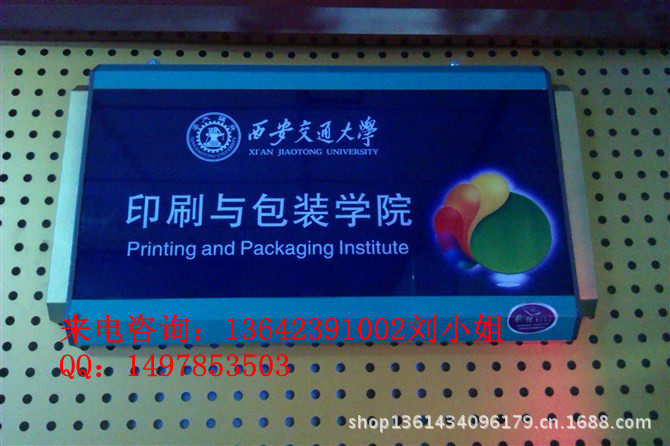 西安交通大學
XI'AN JIAOTONG UNIVERSITY
印刷与包装学院
Printing and Packaging Institute
来电咨询：13642391002刘小姐
QQ：1497853503
shop1361434096179.cn.1688.com